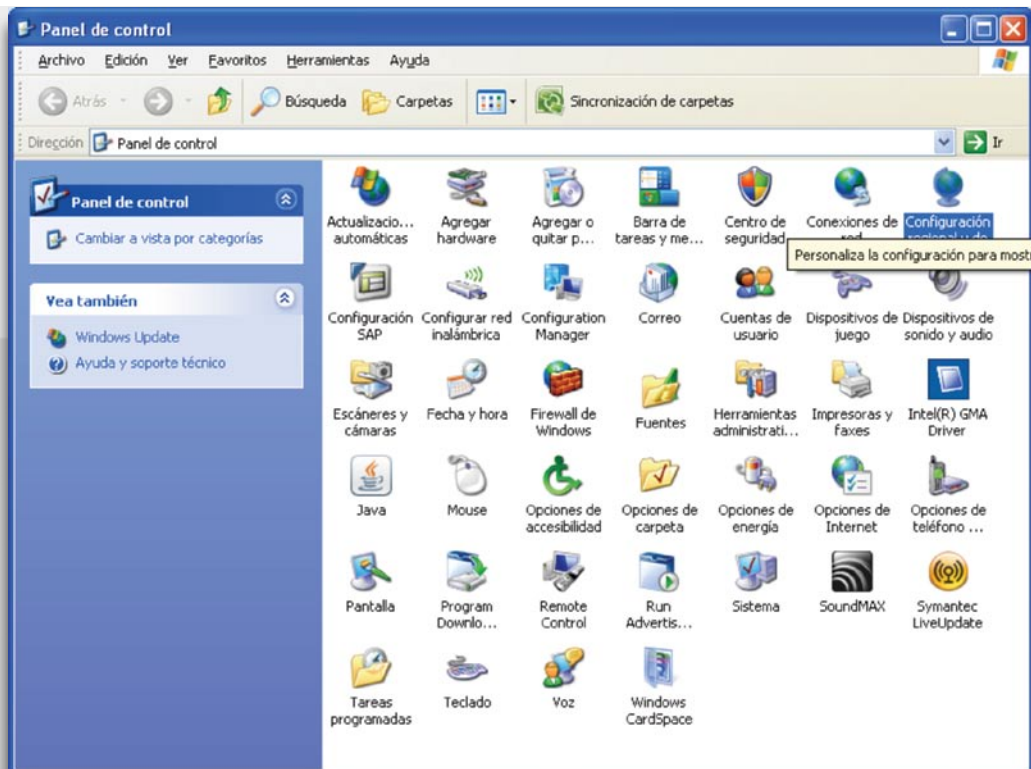 Panel de control
Archivo Edición Ver Favoritos Herramientas Ayuda
Atrás Búsqueda Carpetas Sincronización de carpetas
Dirección Panel de control Ir
Panel de control
Cambiar a vista por categorías
Vea también
Windows Update
Ayuda y soporte técnico
Actualizacio... Agregar Agregar o Barra de Centro de Conexiones de Configuración
automáticas hardware quitar p... tareas y me... seguridad red regional y de
Personaliza la configuración para most
Configuración Configurar red Configuration Correo Cuentas de Dispositivos de Dispositivos de
SAP inalámbrica Manager usuario juego sonido y audio
Escáneres y Fecha y hora Firewall de Fuentes Herramientas Impresoras y Intel(R) GMA
cámaras Windows administrati... faxes Driver
Java Mouse Opciones de Opciones de Opciones de Opciones de Opciones de
accesibilidad carpeta energía Internet teléfono ...
Pantalla Program Remote Run Sistema SoundMAX Symantec
Downlo... Control Advertis... LiveUpdate
Tareas Teclado Voz Windows
programadas CardSpace